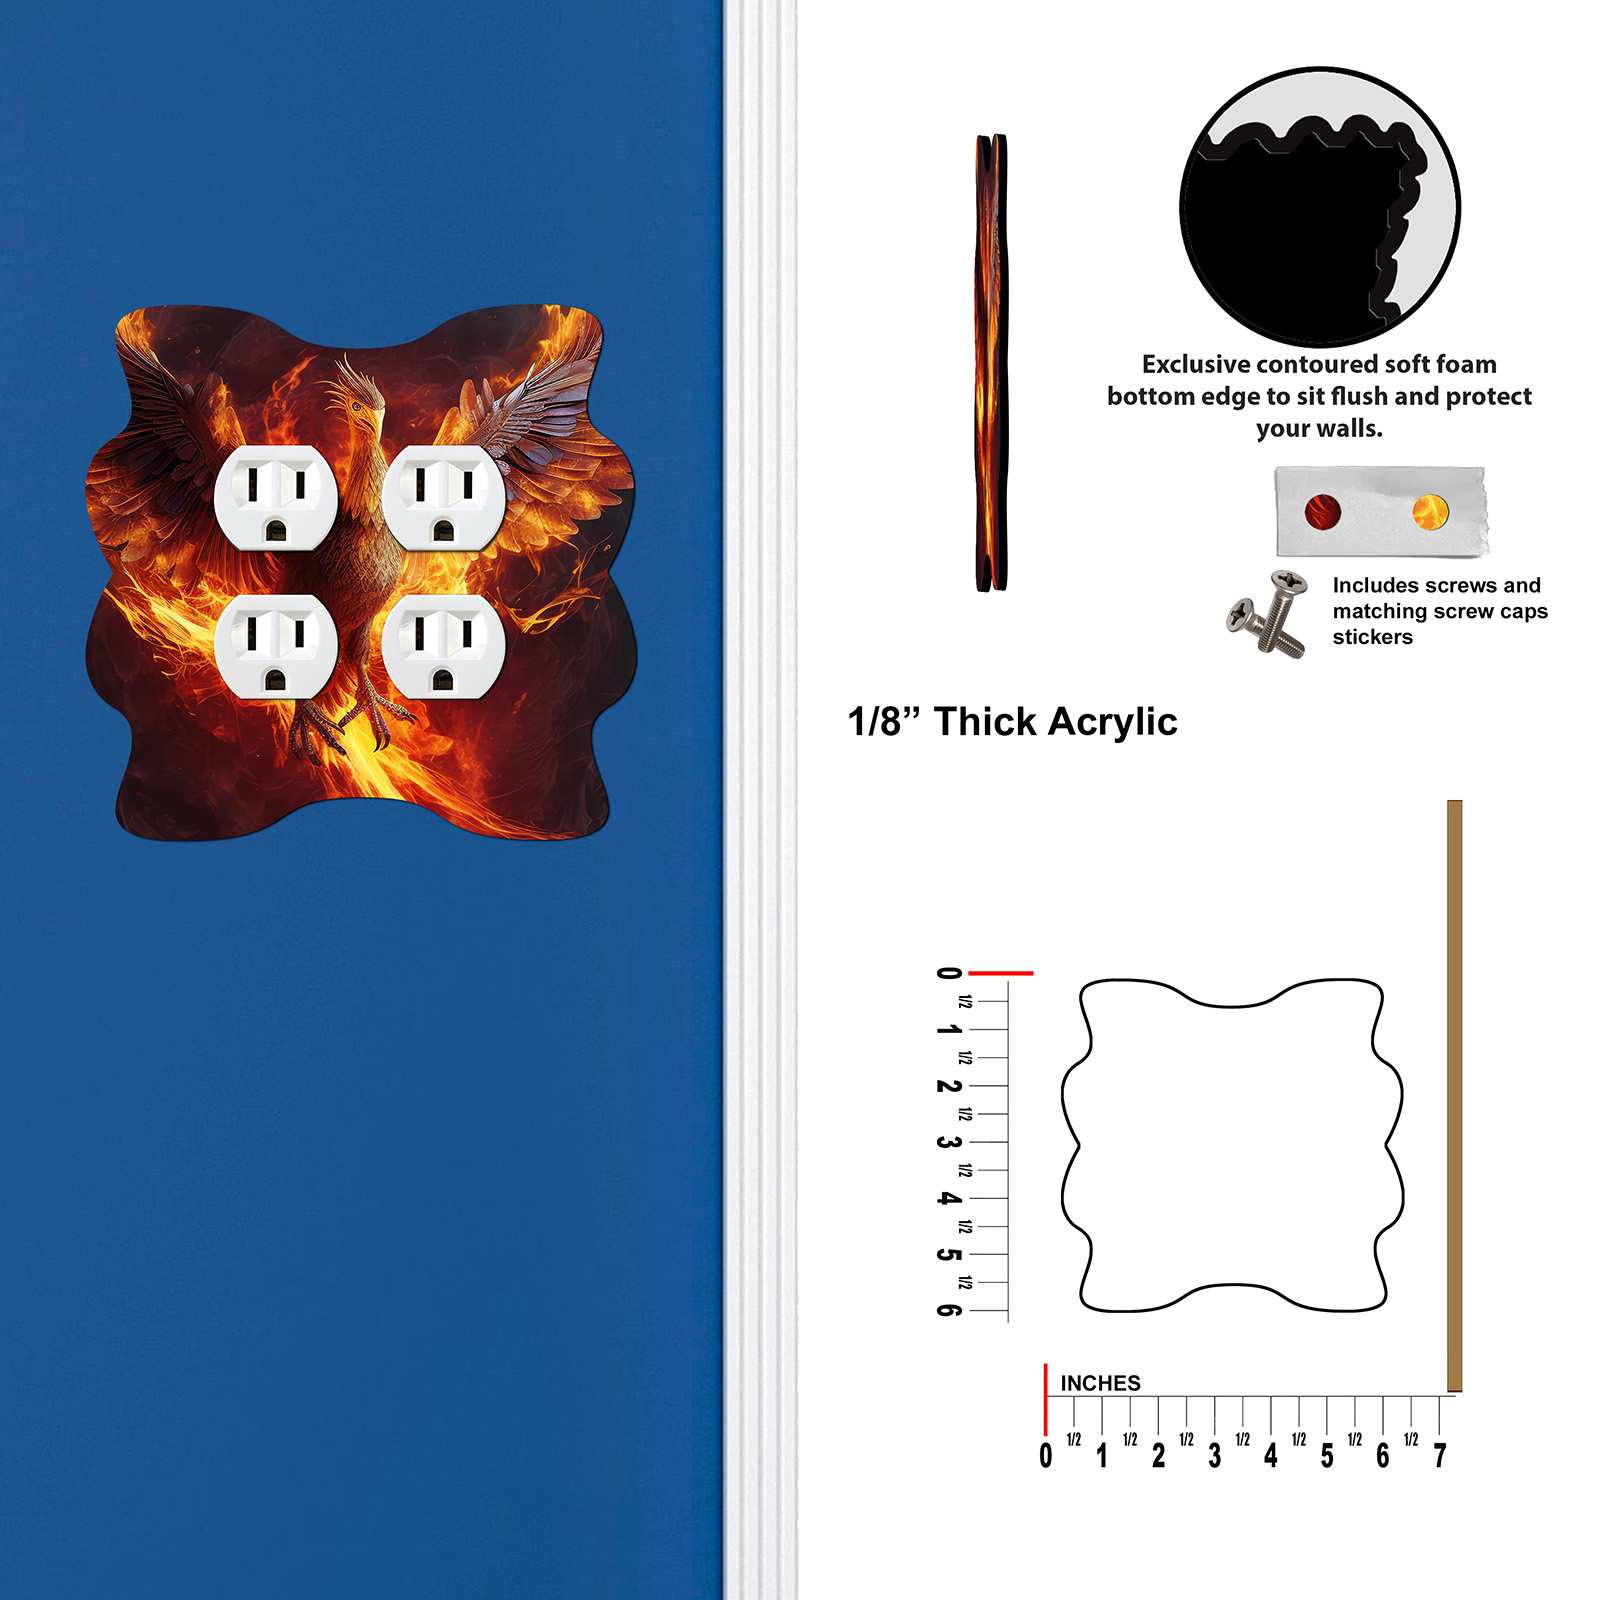 Exclusive contoured soft foam
bottom edge to sit flush and protect
your walls.
Includes screws and
matching screw caps
stickers
1/8” Thick Acrylic
0
1/2
1
1/2
2
1/2
3
1/2
4
1/2
5
1/2
6
INCHES
0 1/2 1 1/2 2 1/2 3 1/2 4 1/2 5 1/2 6 1/2 7